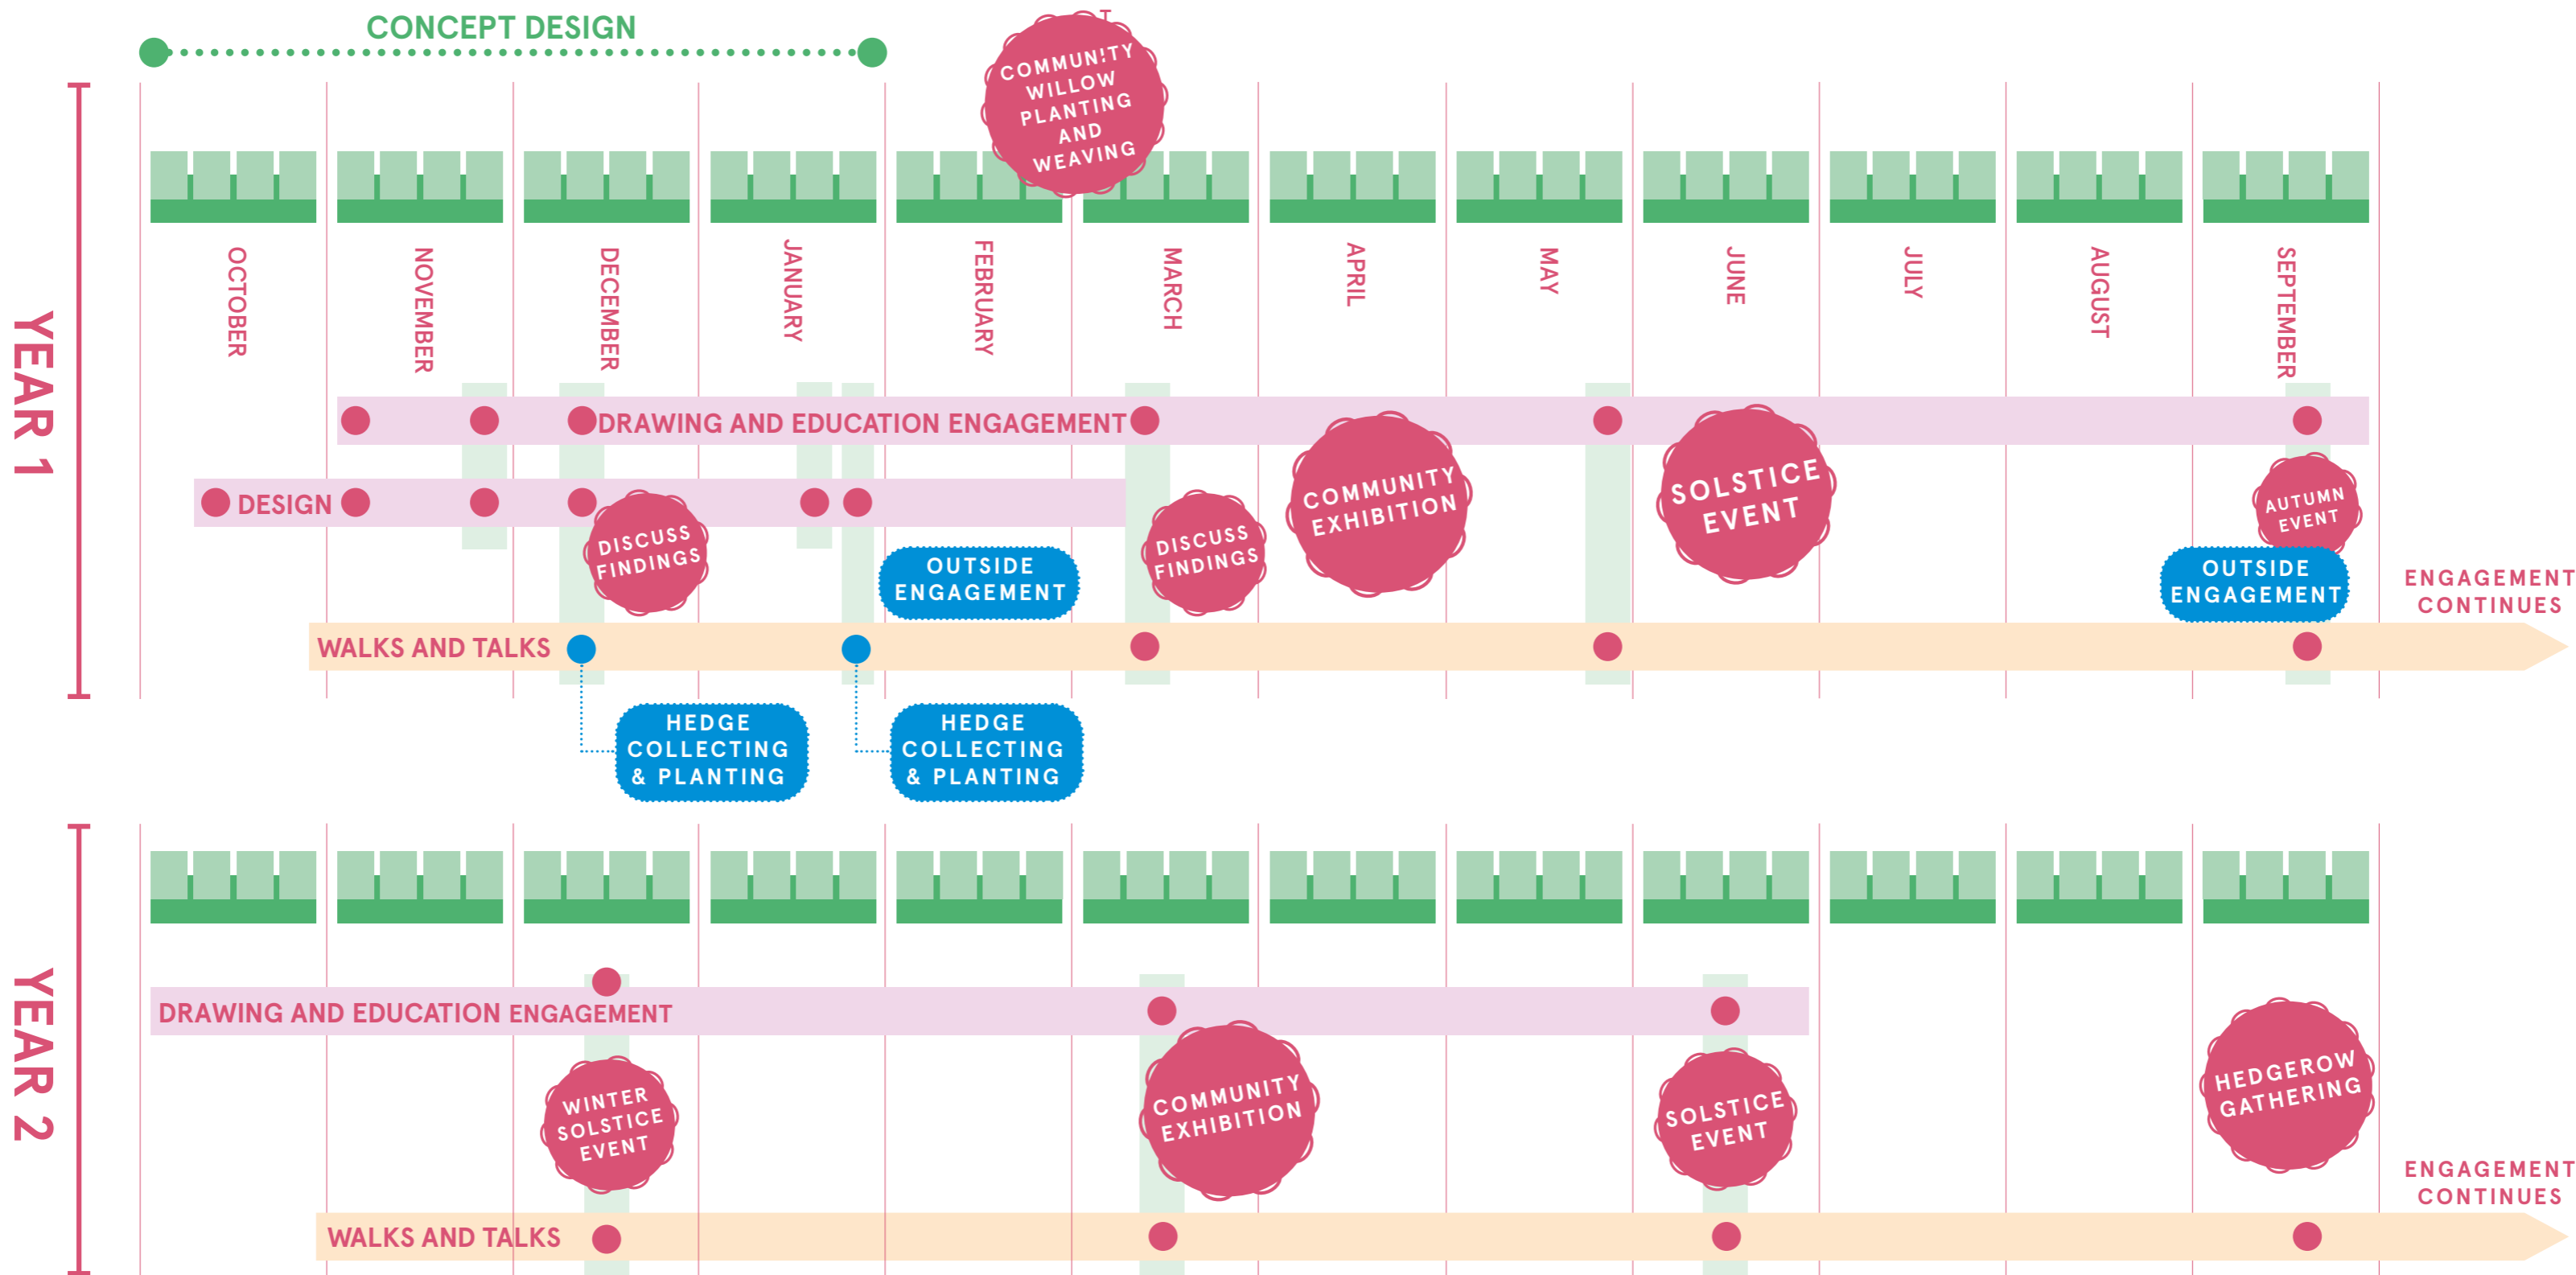 CONCEPT DESIGN
COMMUNITY
WILLOW
PLANTING
AND
WEAVING
YEAR 1
OCTOBER
NOVEMBER
DECEMBER
JANUARY
FEBRUARY
MARCH
APRIL
MAY
JUNE
JULY
AUGUST
SEPTEMBER
DRAWING AND EDUCATION ENGAGEMENT
DESIGN
DISCUSS
FINDINGS
OUTSIDE
ENGAGEMENT
DISCUSS
FINDINGS
COMMUNITY
EXHIBITION
SOLSTICE
EVENT
AUTUMN
EVENT
OUTSIDE
ENGAGEMENT
ENGAGEMENT
CONTINUES
WALKS AND TALKS
HEDGE
COLLECTING
& PLANTING
HEDGE
COLLECTING
& PLANTING
YEAR 2
DRAWING AND EDUCATION ENGAGEMENT
WINTER
SOLSTICE
EVENT
COMMUNITY
EXHIBITION
SOLSTICE
EVENT
HEDGEROW
GATHERING
ENGAGEMENT
CONTINUES
WALKS AND TALKS